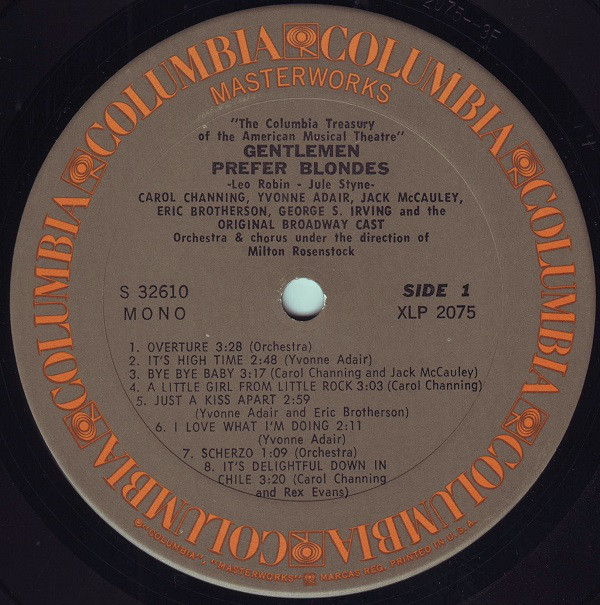 2075-3F
COLUMBIA COLUMBIA COLUMBIA COLUMBIA COLUMBIA COLUMBIA COLUMBIA COLUMBIA
MASTERWORKS
"The Columbia Treasury
of the American Musical Theatre"
GENTLEMEN
PREFER BLONDES
-Leo Robin - Jule Styne-
CAROL CHANNING, YVONNE ADAIR, JACK McCAULEY,
ERIC BROTHERSON, GEORGE S. IRVING and the
ORIGINAL BROADWAY CAST
Orchestra & chorus under the direction of
Milton Rosenstock
S 32610
MONO
SIDE 1
XLP 2075
1. OVERTURE 3:28 (Orchestra)
2. IT'S HIGH TIME 2:48 (Yvonne Adair)
3. BYE BYE BABY 3:17 (Carol Channing and Jack McCauley)
4. A LITTLE GIRL FROM LITTLE ROCK 3:03 (Carol Channing)
5. JUST A KISS APART 2:59
(Yvonne Adair and Eric Brotherson)
6. I LOVE WHAT I'M DOING 2:11
(Yvonne Adair)
7. SCHERZO 1:09 (Orchestra)
8. IT'S DELIGHTFUL DOWN IN
CHILE 3:20 (Carol Channing
and Rex Evans)
® "COLUMBIA", "MASTERWORKS" MARCAS REG. PRINTED IN U.S.A.